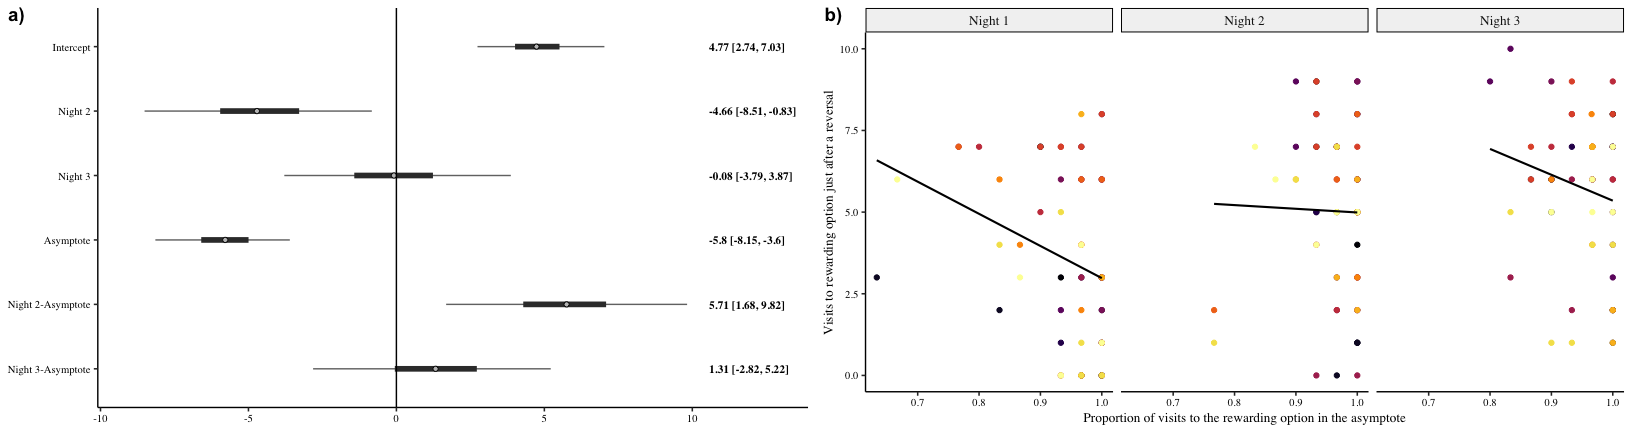 a)
Intercept
4.77 [2.74, 7.03]
Night 2
-4.66 [-8.51, -0.83]
Night 3
-0.08 [-3.79, 3.87]
Asymptote
-5.8 [-8.15, -3.6]
Night 2-Asymptote
5.71 [1.68, 9.82]
Night 3-Asymptote
1.31 [-2.82, 5.22]
-10 -5 0 5 10
b)
Night 1 Night 2 Night 3
Visits to rewarding option just after a reversal
10.0
7.5
5.0
2.5
0.0
0.7 0.8 0.9 1.0 0.7 0.8 0.9 1.0 0.7 0.8 0.9 1.0
Proportion of visits to the rewarding option in the asymptote